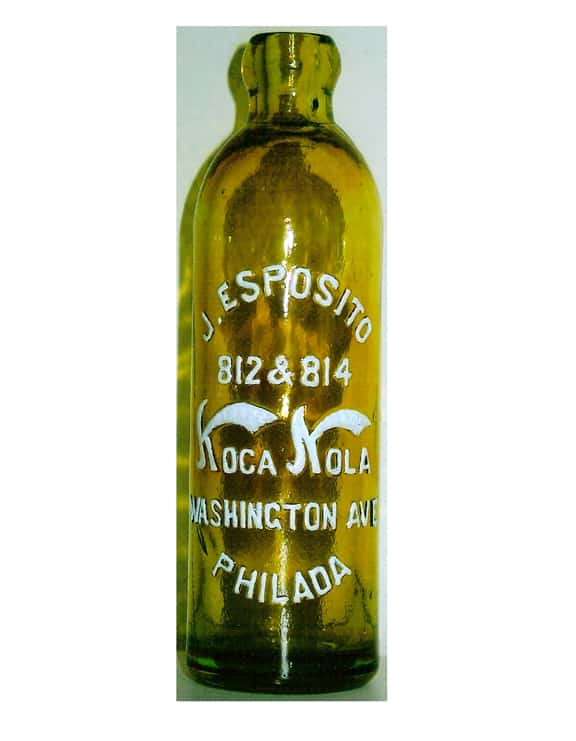 J. ESPOSITO
812 & 814
KOCA NOLA
WASHINGTON AVE
PHILADA